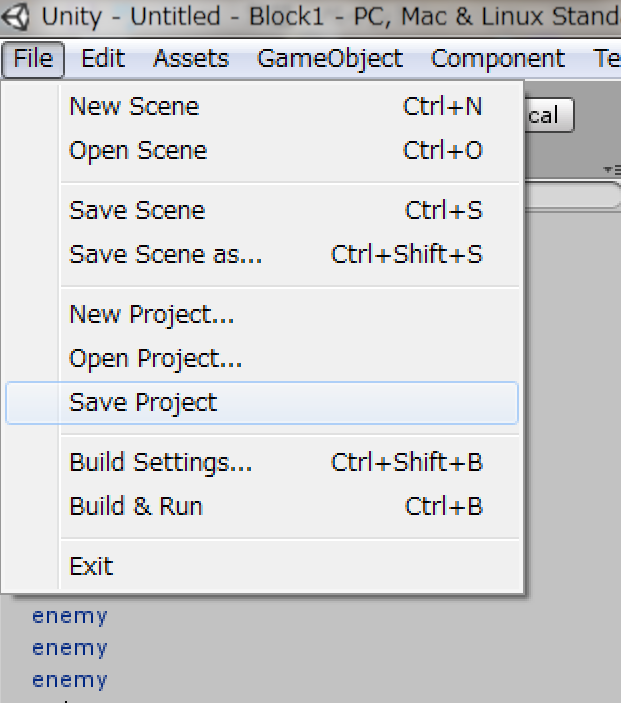 Unity - Untitled - Block1 - PC, Mac & Linux Stand
File Edit Assets GameObject Component Te
New Scene Ctrl+N
cal
Open Scene Ctrl+O
Save Scene Ctrl+S
Save Scene as... Ctrl+Shift+S
New Project...
Open Project...
Save Project
Build Settings... Ctrl+Shift+B
Build & Run Ctrl+B
Exit
enemy
enemy
enemy